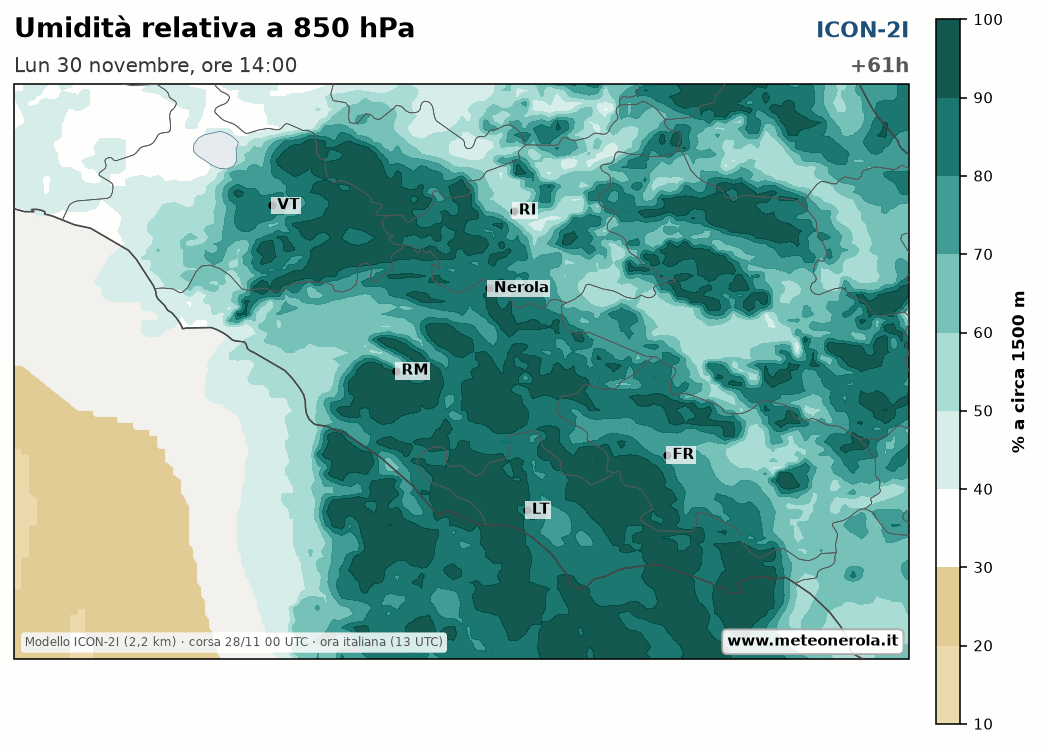 Umidità relativa a 850 hPa
ICON-2I
Lun 30 novembre, ore 14:00
+61h
100
90
80
70
60
50
40
30
20
10
% a circa 1500 m
VT
RI
Nerola
RM
FR
LT
Modello ICON-2I (2,2 km) · corsa 28/11 00 UTC · ora italiana (13 UTC)
www.meteonerola.it